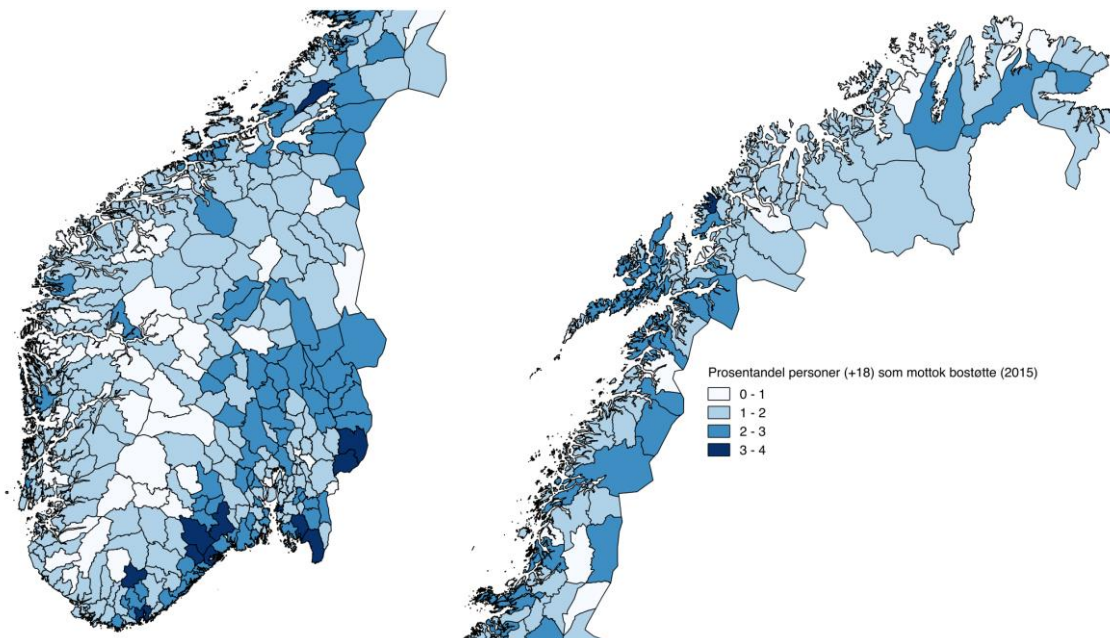 Prosentandel personer (+18) som mottok bostøtte (2015)
0 - 1
1 - 2
2 - 3
3 - 4